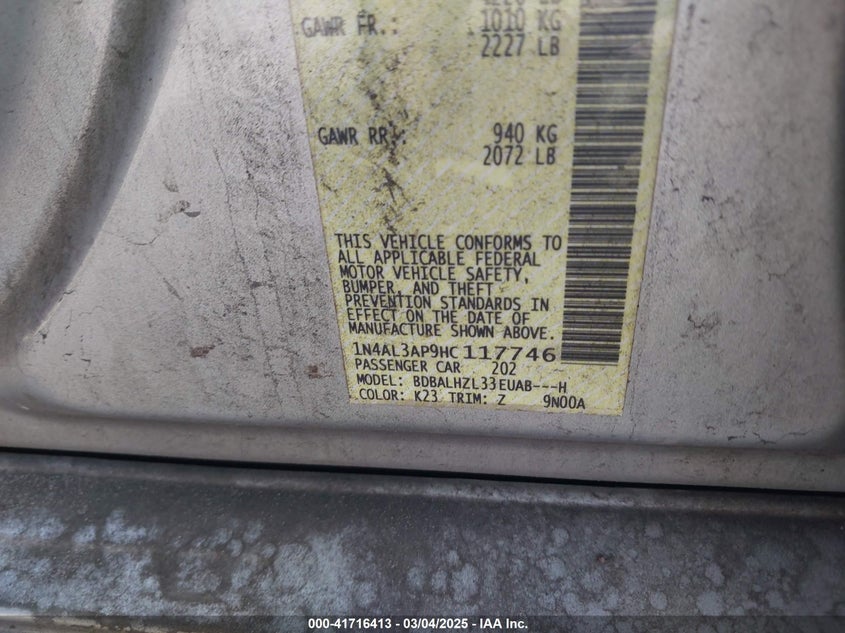 GAWR FR.: 1010 KG
2227 LB
GAWR RR.: 940 KG
2072 LB
THIS VEHICLE CONFORMS TO
ALL APPLICABLE FEDERAL
MOTOR VEHICLE SAFETY,
BUMPER, AND THEFT
PREVENTION STANDARDS IN
EFFECT ON THE DATE OF
MANUFACTURE SHOWN ABOVE.
1N4AL3AP9HC117746
PASSENGER CAR 202
MODEL: BDBALHZL33EUAB---H
COLOR: K23 TRIM: Z 9N00A
000-41716413 - 03/04/2025 - IAA Inc.